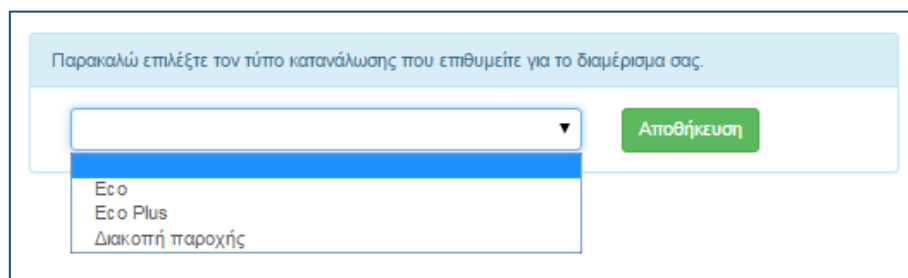 Παρακαλώ επιλέξτε τον τύπο κατανάλωσης που επιθυμείτε για το διαμέρισμα σας.
Αποθήκευση
Eco
Eco Plus
Διακοπή παροχής